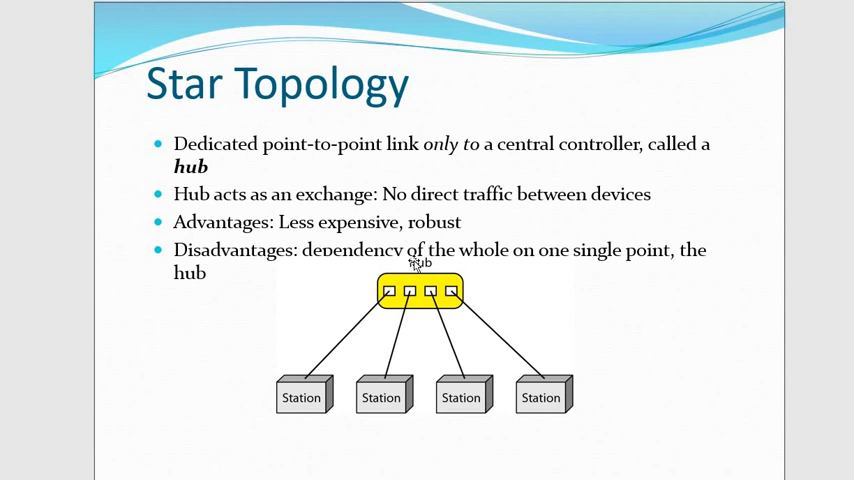 Star Topology
Dedicated point-to-point link only to a central controller, called a
hub
Hub acts as an exchange: No direct traffic between devices
Advantages: Less expensive, robust
Disadvantages: dependency of the whole on one single point, the
hub
Hub
Station Station Station Station